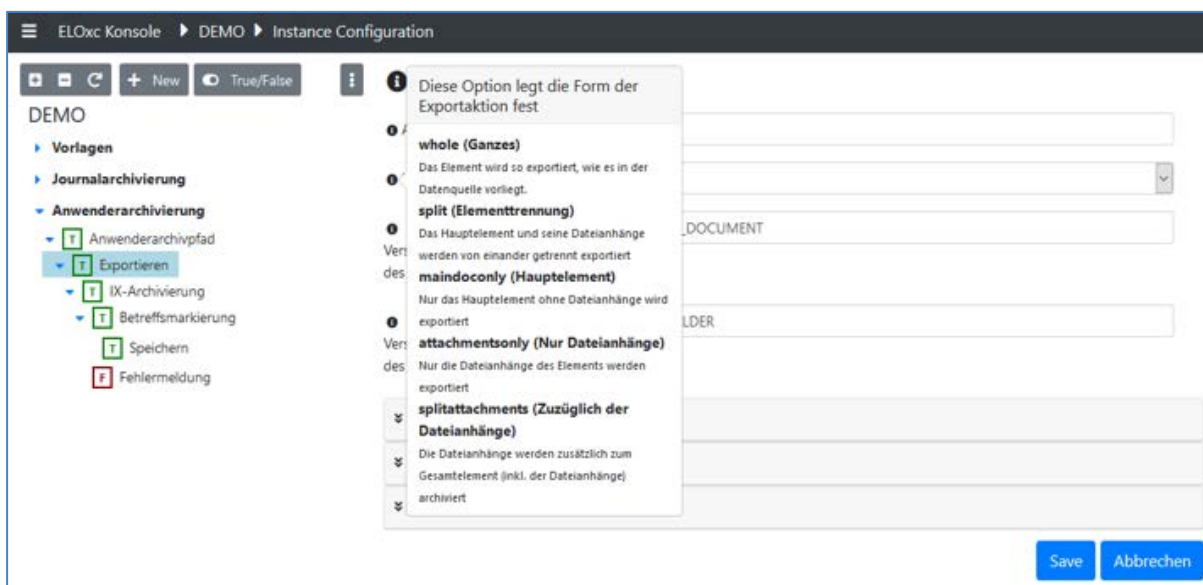 ELOxc Konsole DEMO Instance Configuration
New True/False
DEMO
Vorlagen
Journalarchivierung
Anwenderarchivierung
T Anwenderarchivpfad
T Exportieren
T IX-Archivierung
T Betreffsmarkierung
T Speichern
F Fehlermeldung
Diese Option legt die Form der
Exportaktion fest
whole (Ganzes)
Das Element wird so exportiert, wie es in der
Datenquelle vorliegt.
split (Elementtrennung)
Das Hauptelement und seine Dateianhänge
werden von einander getrennt exportiert
maindoconly (Hauptelement)
Nur das Hauptelement ohne Dateianhänge wird
exportiert
attachmentsonly (Nur Dateianhänge)
Nur die Dateianhänge des Elements werden
exportiert
splitattachments (Zuzüglich der
Dateianhänge)
Die Dateianhänge werden zusätzlich zum
Gesamtelement (inkl. der Dateianhänge)
archiviert
_DOCUMENT
Vers
des
LDER
Vers
des
Save Abbrechen